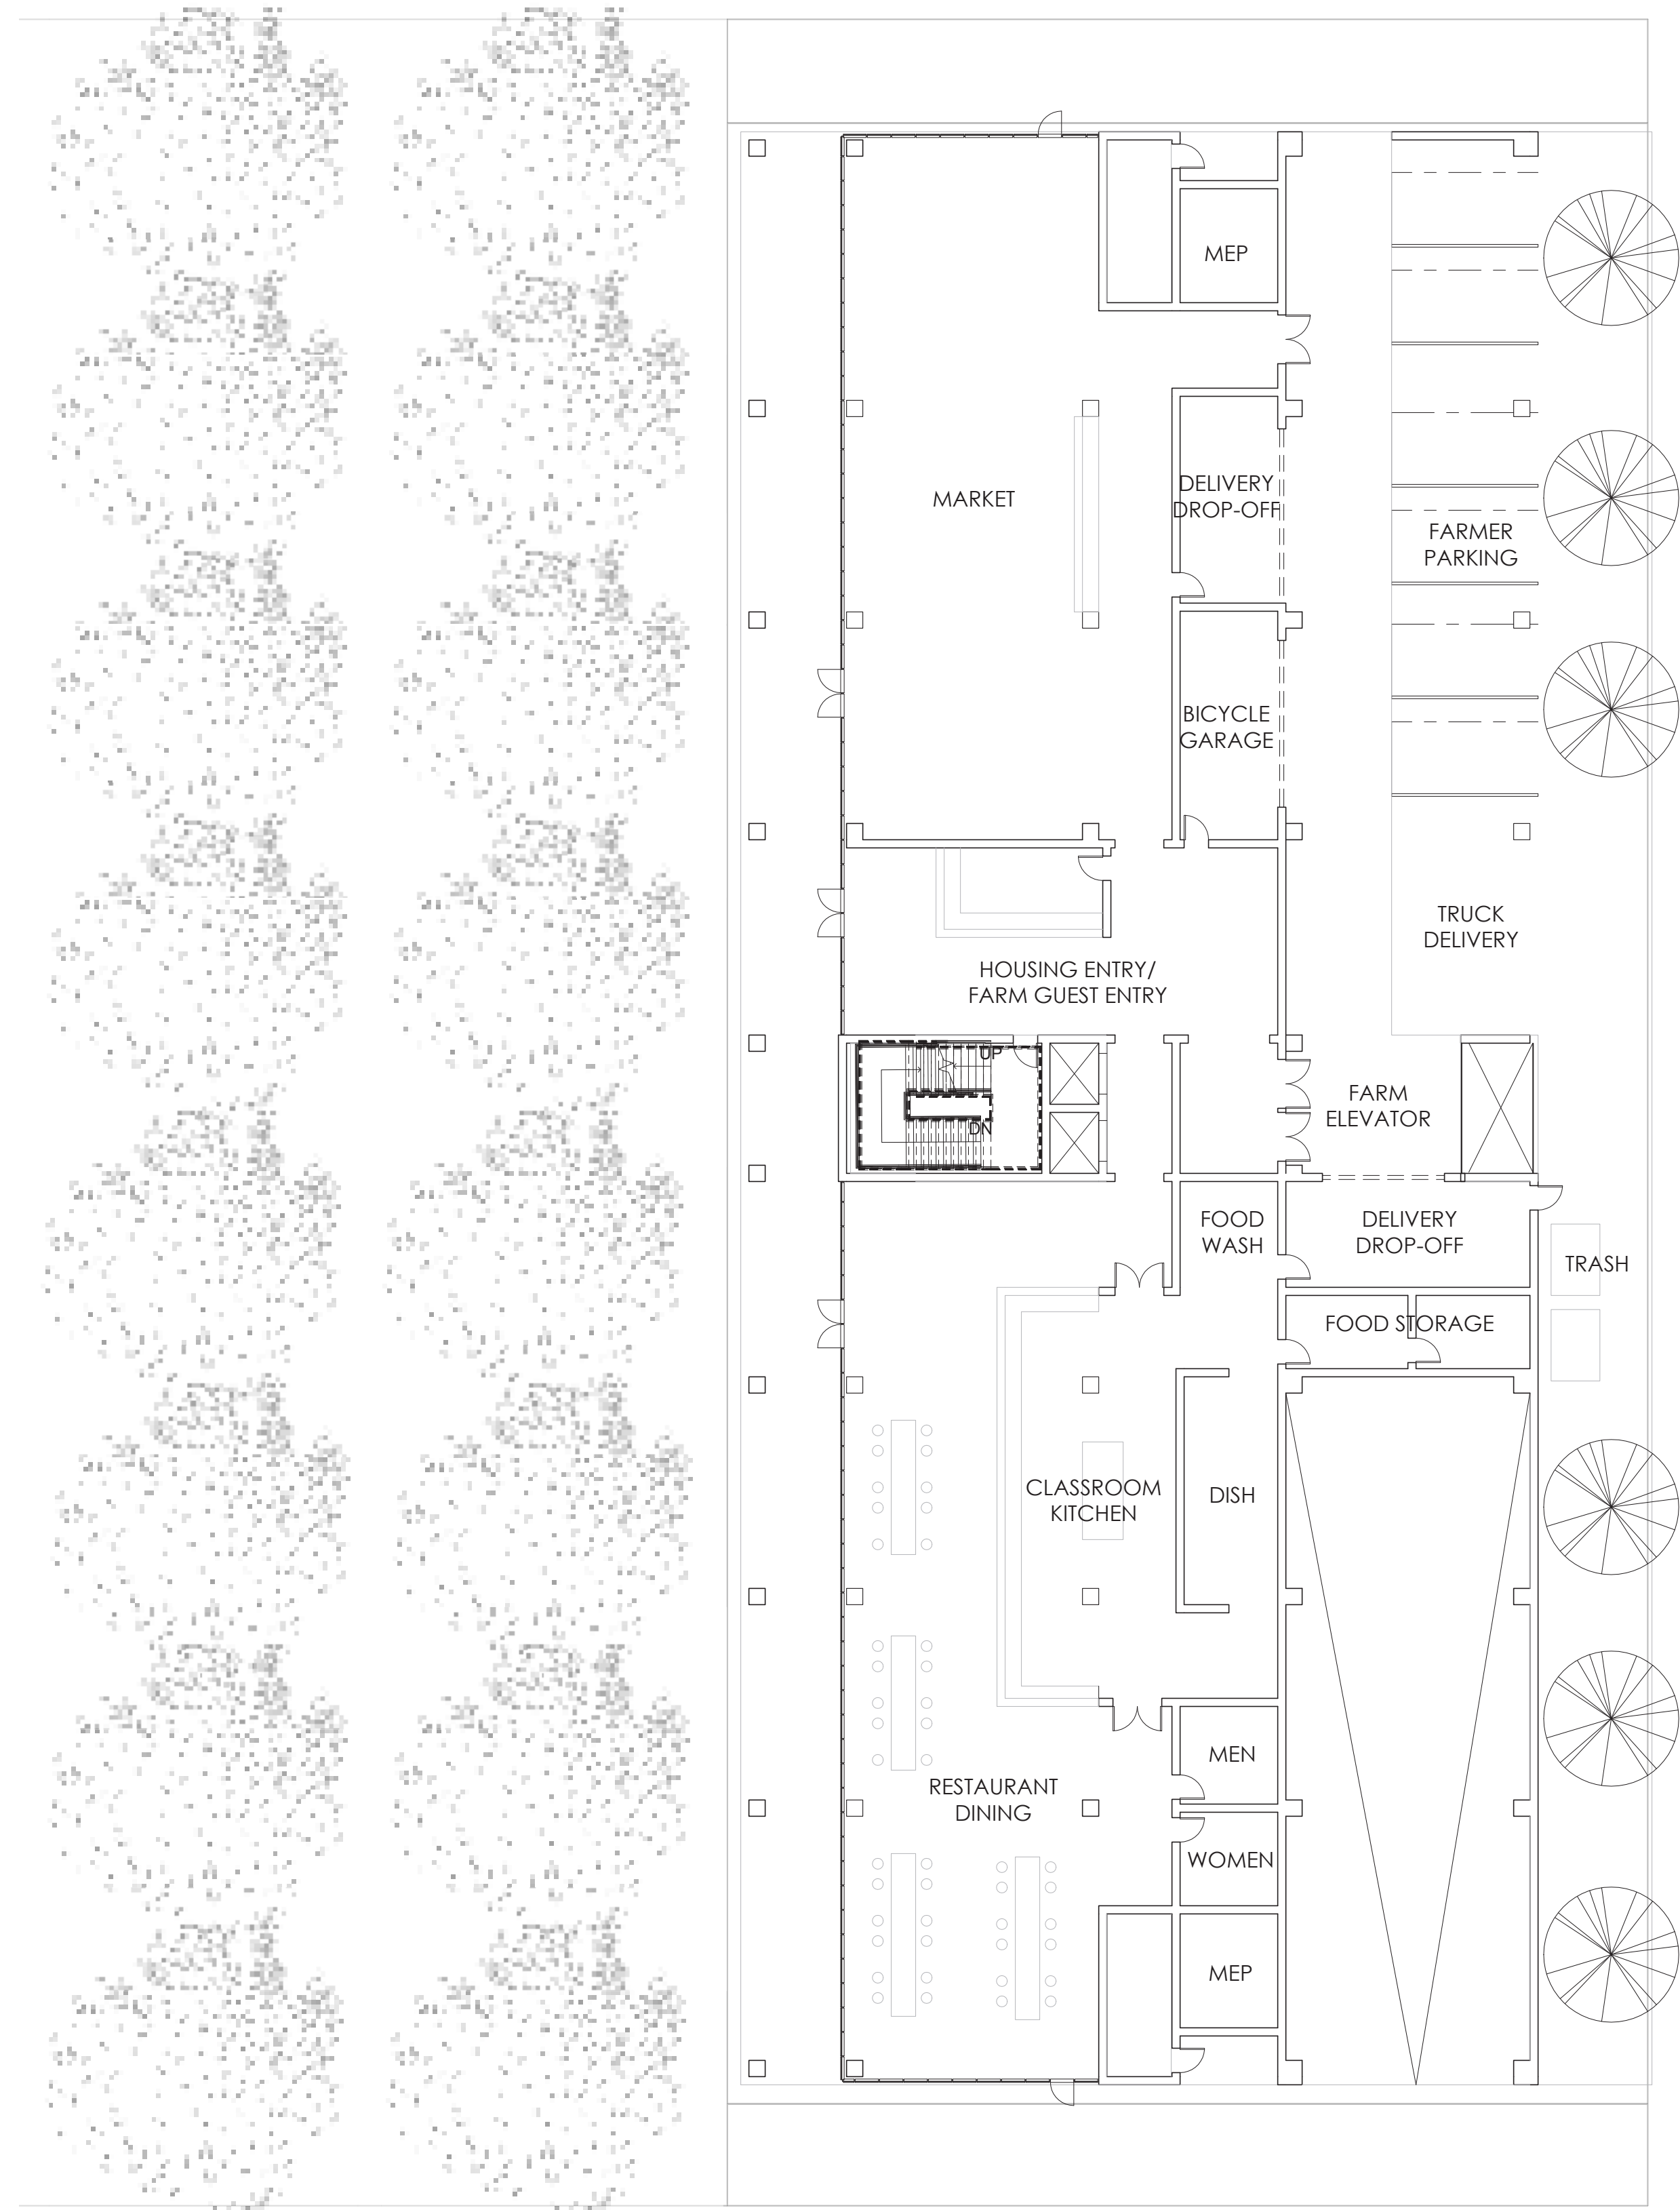 MEP
DELIVERY
DROP-OFF
MARKET
FARMER
PARKING
BICYCLE
GARAGE
TRUCK
DELIVERY
HOUSING ENTRY/
FARM GUEST ENTRY
UP
DN
FARM
ELEVATOR
FOOD
WASH
DELIVERY
DROP-OFF
TRASH
FOOD STORAGE
CLASSROOM
KITCHEN
DISH
MEN
RESTAURANT
DINING
WOMEN
MEP